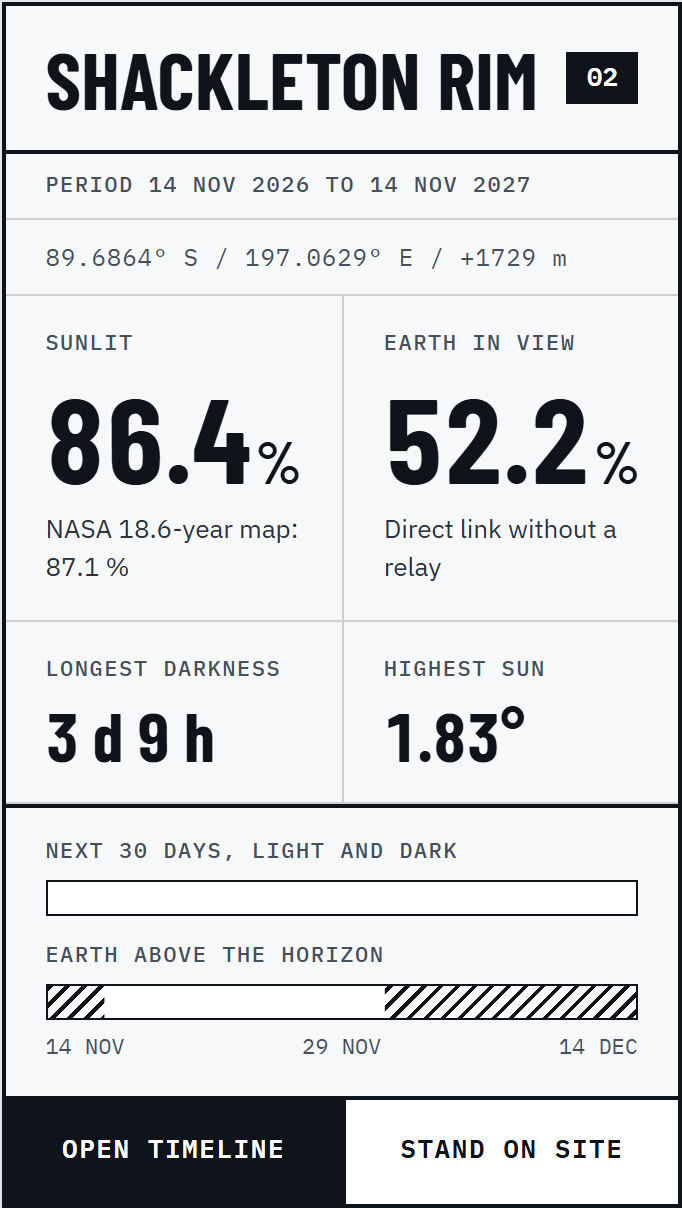 SHACKLETON RIM 02
PERIOD 14 NOV 2026 TO 14 NOV 2027
89.6864° S / 197.0629° E / +1729 m
SUNLIT
86.4%
NASA 18.6-year map:
87.1 %
EARTH IN VIEW
52.2%
Direct link without a
relay
LONGEST DARKNESS
3 d 9 h
HIGHEST SUN
1.83°
NEXT 30 DAYS, LIGHT AND DARK
EARTH ABOVE THE HORIZON
14 NOV 29 NOV 14 DEC
OPEN TIMELINE
STAND ON SITE